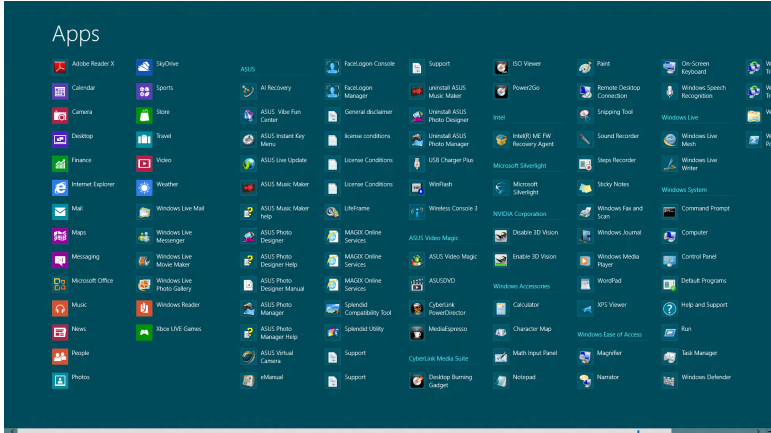 Apps
Adobe Reader X
Calendar
Camera
Desktop
Finance
Internet Explorer
Mail
Maps
Messaging
Microsoft Office
Music
News
People
Photos
SkyDrive
Sports
Store
Travel
Video
Weather
Windows Live Mail
Windows Live
Messenger
Windows Live
Movie Maker
Windows Live
Photo Gallery
Windows Reader
Xbox LIVE Games
ASUS
AI Recovery
ASUS Vibe Fun
Center
ASUS Instant Key
Menu
ASUS Live Update
ASUS Music Maker
ASUS Music Maker
help
ASUS Photo
Designer
ASUS Photo
Designer Help
ASUS Photo
Designer Manual
ASUS Photo
Manager
ASUS Photo
Manager Help
ASUS Virtual
Camera
eManual
FaceLogon Console
FaceLogon
Manager
General disclaimer
license conditions
License Conditions
License Conditions
LifeFrame
MAGIX Online
Services
MAGIX Online
Services
MAGIX Online
Services
Splendid
Compatibility Tool
Splendid Utility
Support
Support
Support
uninstall ASUS
Music Maker
Uninstall ASUS
Photo Designer
Uninstall ASUS
Photo Manager
USB Charger Plus
WinFlash
Wireless Console 3
ASUS Video Magic
ASUS Video Magic
ASUSDVD
CyberLink
PowerDirector
MediaEspresso
CyberLink Media Suite
Desktop Burning
Gadget
ISO Viewer
Power2Go
Intel
Intel(R) ME FW
Recovery Agent
Microsoft Silverlight
Microsoft
Silverlight
NVIDIA Corporation
Disable 3D Vision
Enable 3D Vision
Windows Accessories
Calculator
Character Map
Math Input Panel
Notepad
Paint
Remote Desktop
Connection
Snipping Tool
Sound Recorder
Steps Recorder
Sticky Notes
Windows Fax and
Scan
Windows Journal
Windows Media
Player
WordPad
XPS Viewer
Windows Ease of Access
Magnifier
Narrator
On-Screen
Keyboard
Windows Speech
Recognition
Windows Live
Windows Live
Mesh
Windows Live
Writer
Windows System
Command Prompt
Computer
Control Panel
Default Programs
Help and Support
Run
Task Manager
Windows Defender